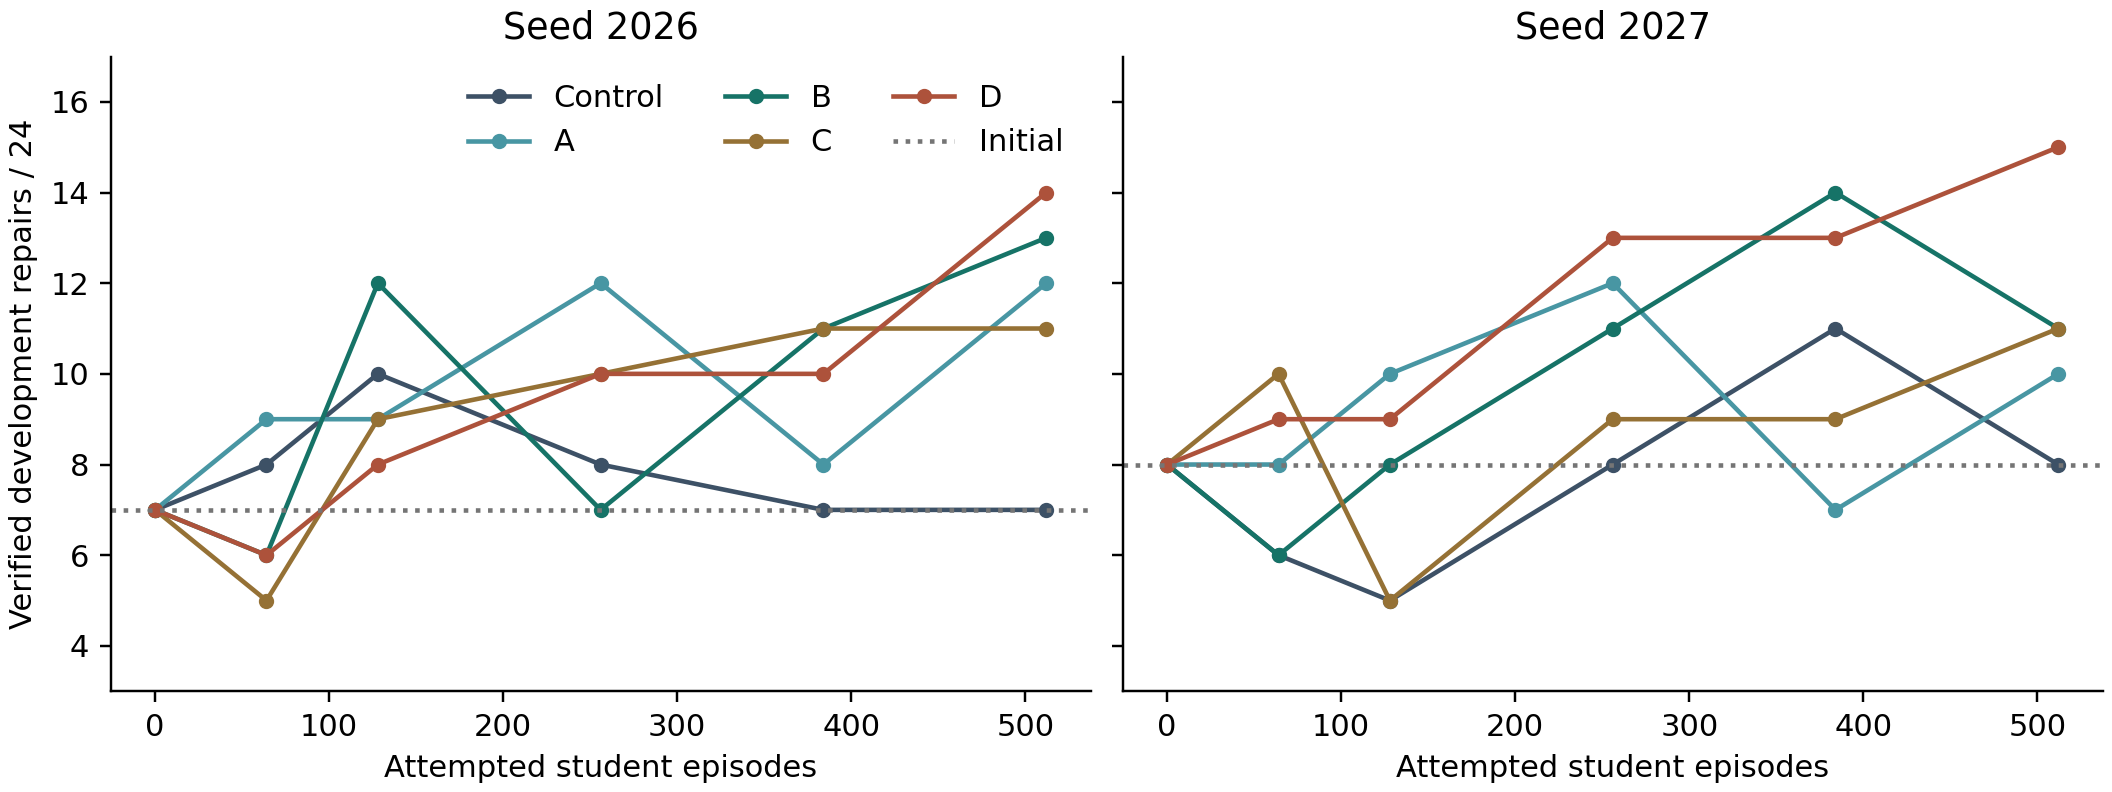 Seed 2026
Seed 2027
Control
A
B
C
D
Initial
Verified development repairs / 24
16
14
12
10
8
6
4
0 100 200 300 400 500
0 100 200 300 400 500
Attempted student episodes
Attempted student episodes